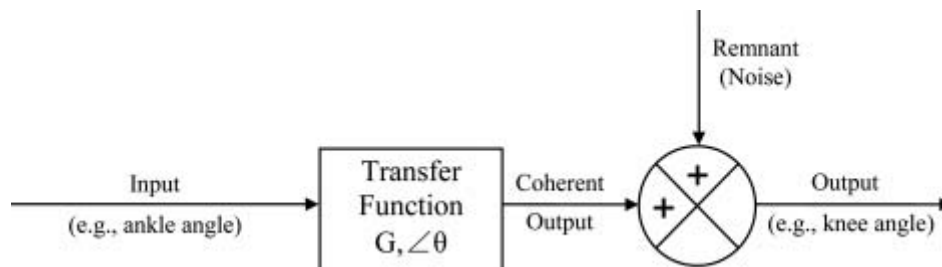 Remnant
(Noise)
Input
(e.g., ankle angle)
Transfer
Function
G,∠θ
Coherent
Output
+
+
Output
(e.g., knee angle)